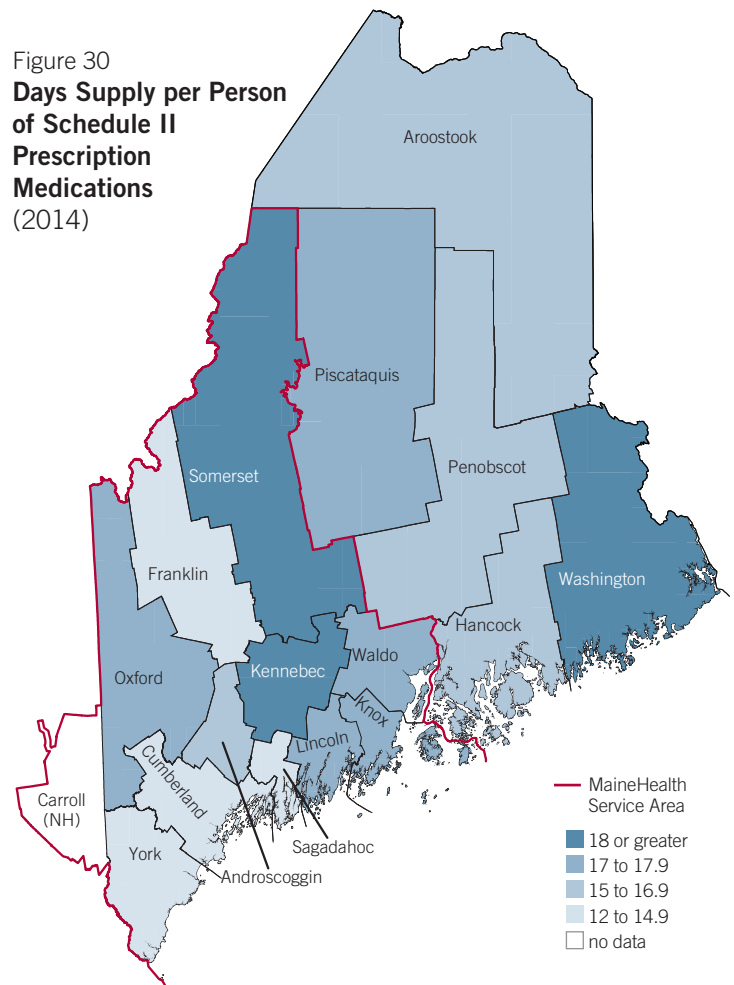 Figure 30
Days Supply per Person
of Schedule II
Prescription
Medications
(2014)
Aroostook
Piscataquis
Penobscot
Somerset
Franklin
Washington
Hancock
Waldo
Kennebec
Oxford
Knox
Lincoln
Cumberland
Carroll
(NH)
York
Sagadahoc
Androscoggin
MaineHealth
Service Area
18 or greater
17 to 17.9
15 to 16.9
12 to 14.9
no data